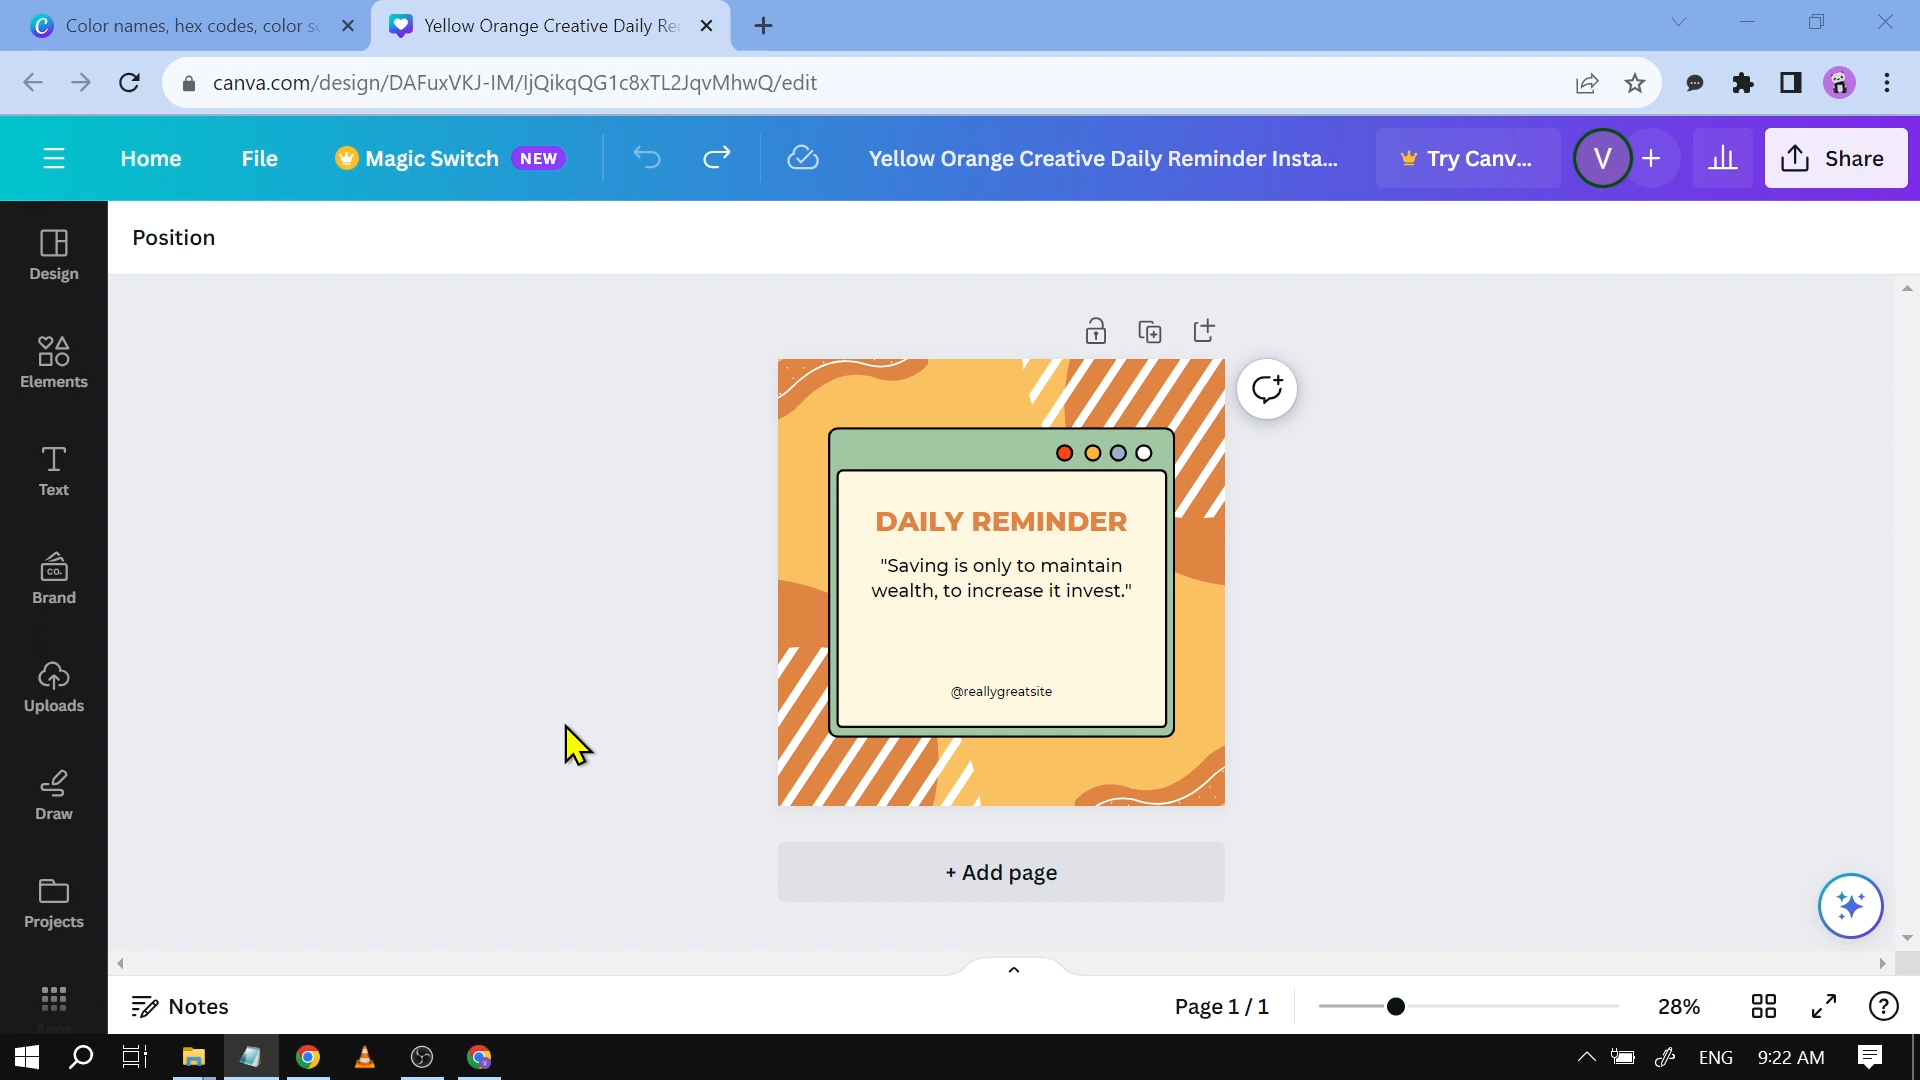 Color names, hex codes, color sc
Yellow Orange Creative Daily Re
canva.com/design/DAFuxVKJ-IM/IjQikqQG1c8xTL2JqvMhwQ/edit
Home
File
Magic Switch NEW
Yellow Orange Creative Daily Reminder Insta...
Try Canv...
V
Share
Position
Design
Elements
Text
co.
Brand
Uploads
Draw
Projects
Apps
DAILY REMINDER
"Saving is only to maintain
wealth, to increase it invest."
@reallygreatsite
+ Add page
Notes
Page 1 / 1
28%
ENG
9:22 AM